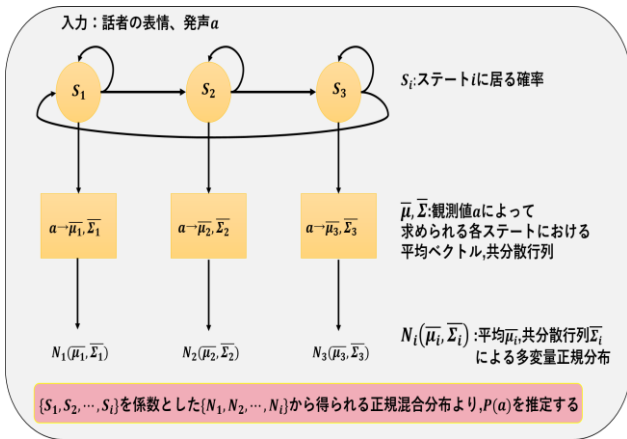 入力：話者の表情、発声a
S₁ S₂ S₃
Sᵢ:ステートiに居る確率
a→μ̅₁,Σ̅₁ a→μ̅₂,Σ̅₂ a→μ̅₃,Σ̅₃
μ̅,Σ̅:観測値aによって
求められる各ステートにおける
平均ベクトル,共分散行列
N₁(μ̅₁,Σ̅₁) N₂(μ̅₂,Σ̅₂) N₃(μ̅₃,Σ̅₃)
Nᵢ(μ̅ᵢ,Σ̅ᵢ):平均μ̅ᵢ,共分散行列Σ̅ᵢ
による多変量正規分布
{S₁,S₂,⋯,Sᵢ}を係数とした{N₁,N₂,⋯,Nᵢ}から得られる正規混合分布より,P(a)を推定する